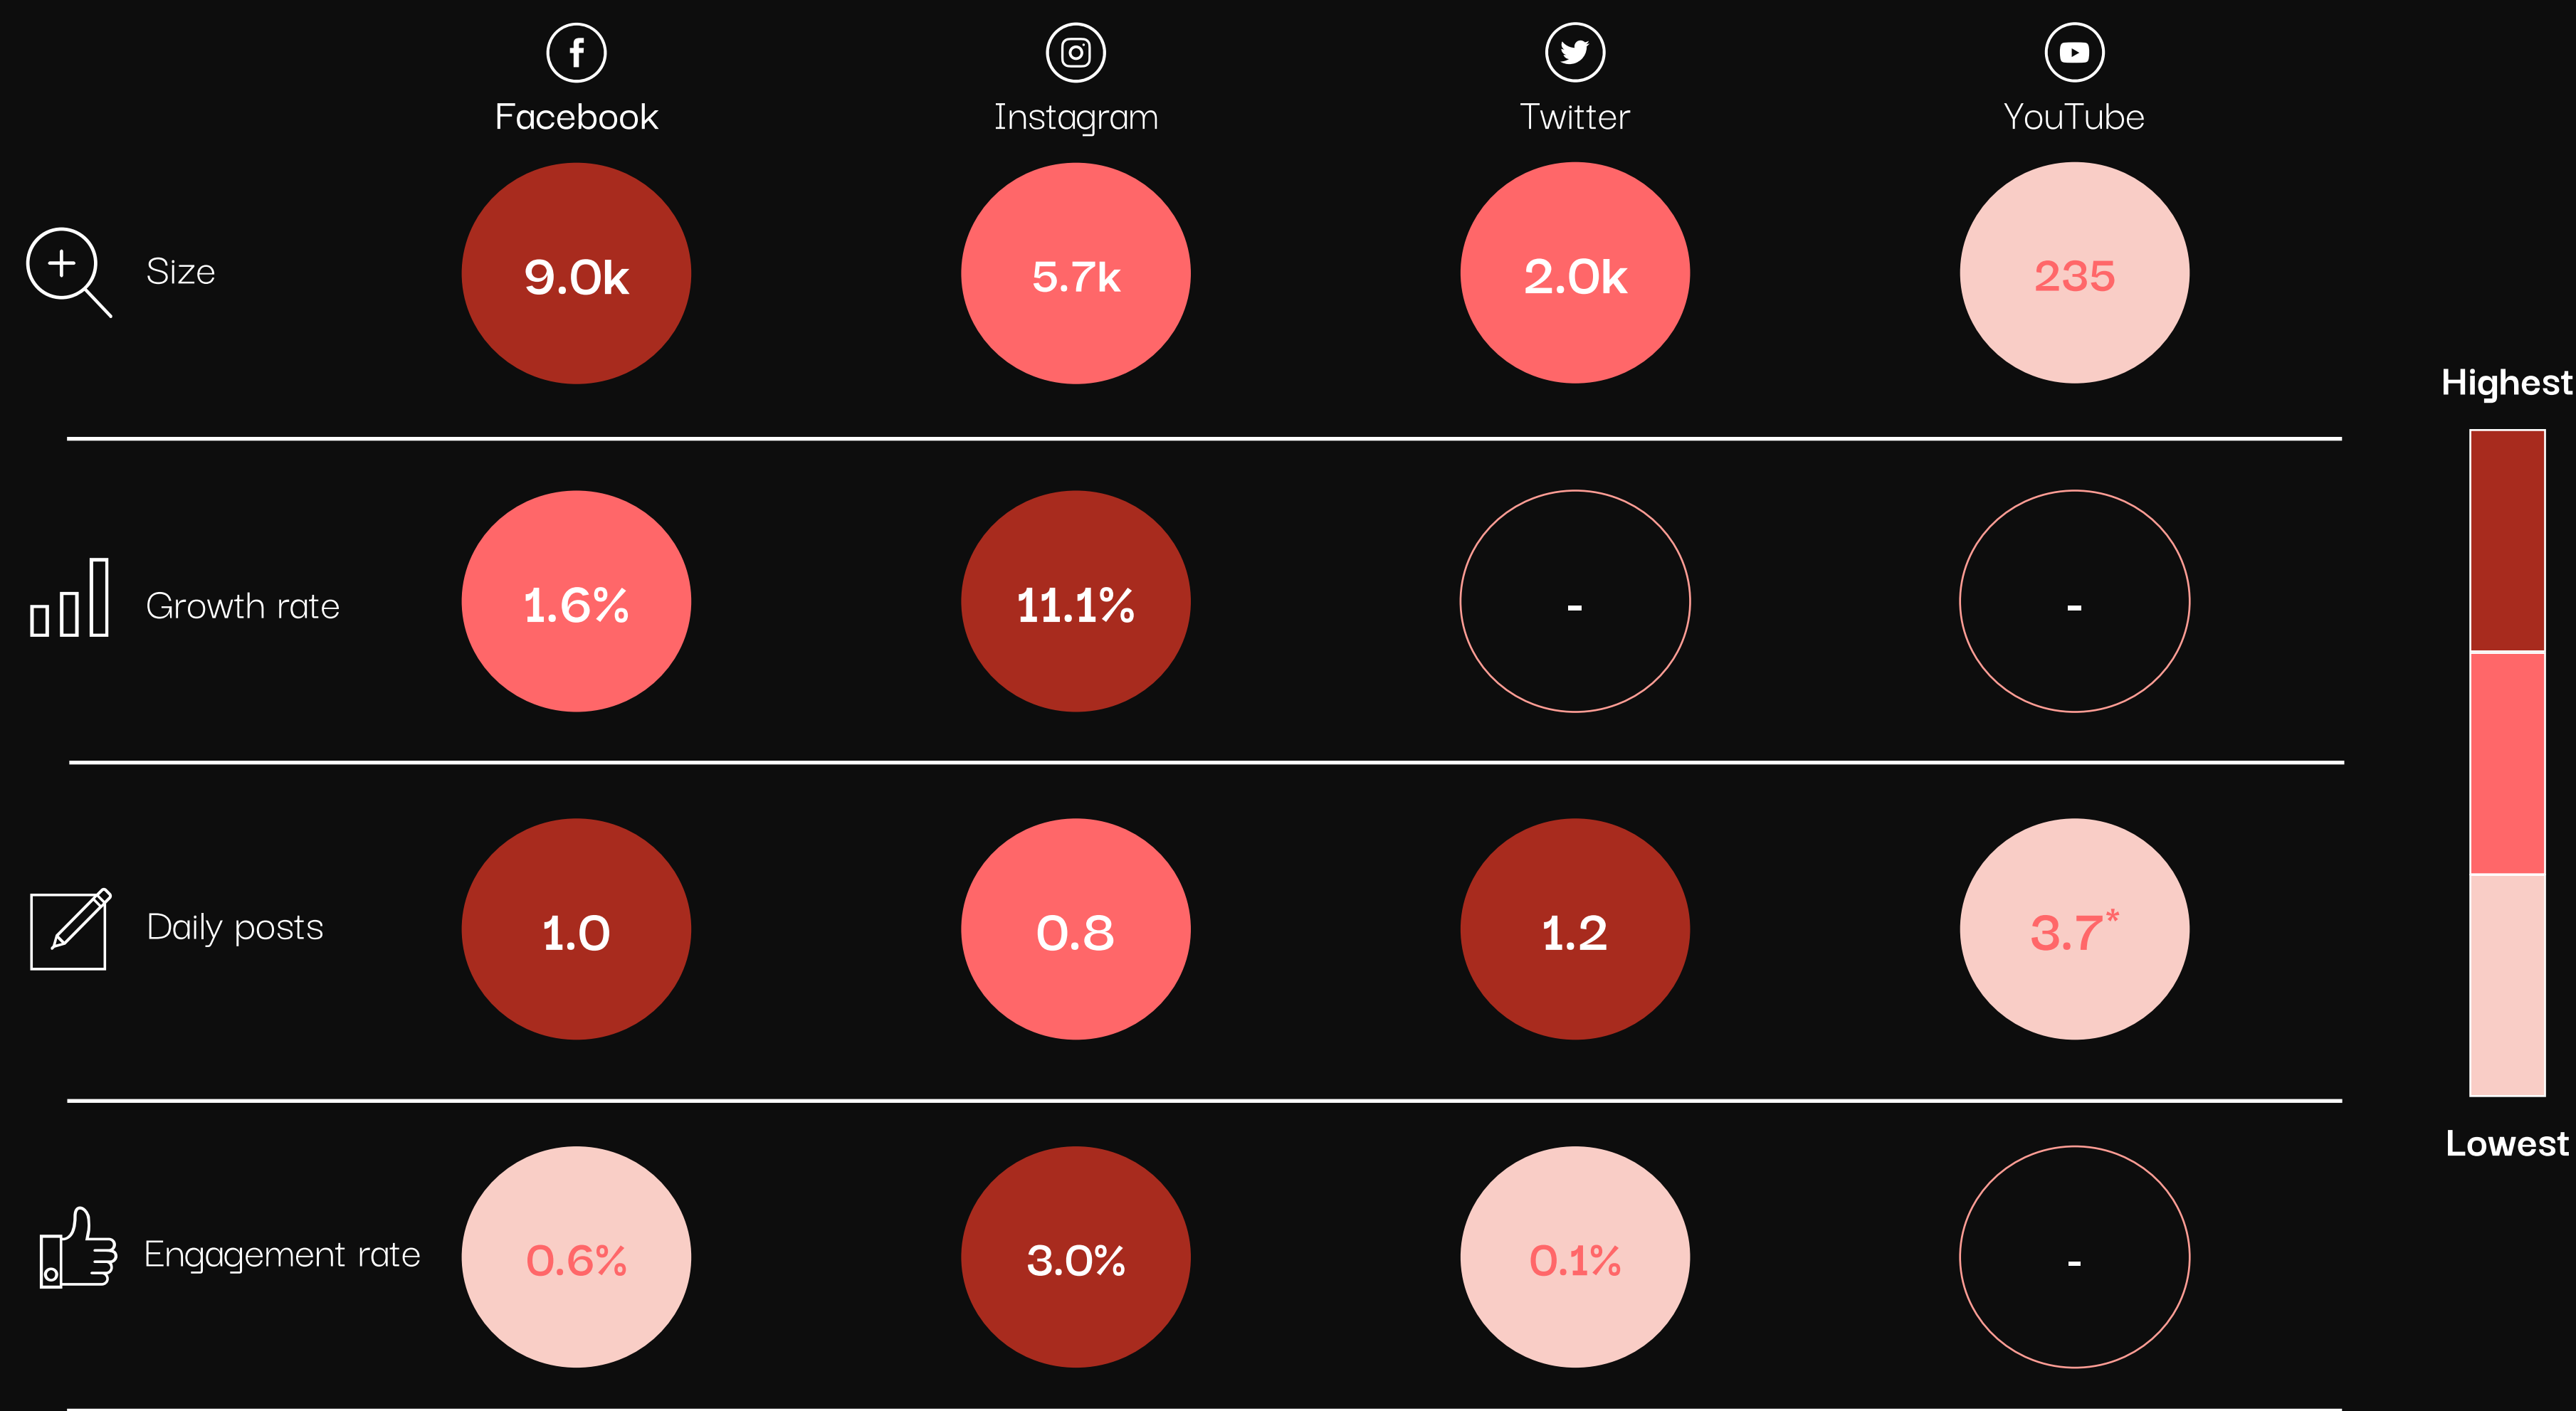 Facebook Instagram Twitter YouTube
Size 9.0k 5.7k 2.0k 235
Highest
Growth rate 1.6% 11.1% - -
Daily posts 1.0 0.8 1.2 3.7*
Lowest
Engagement rate 0.6% 3.0% 0.1% -